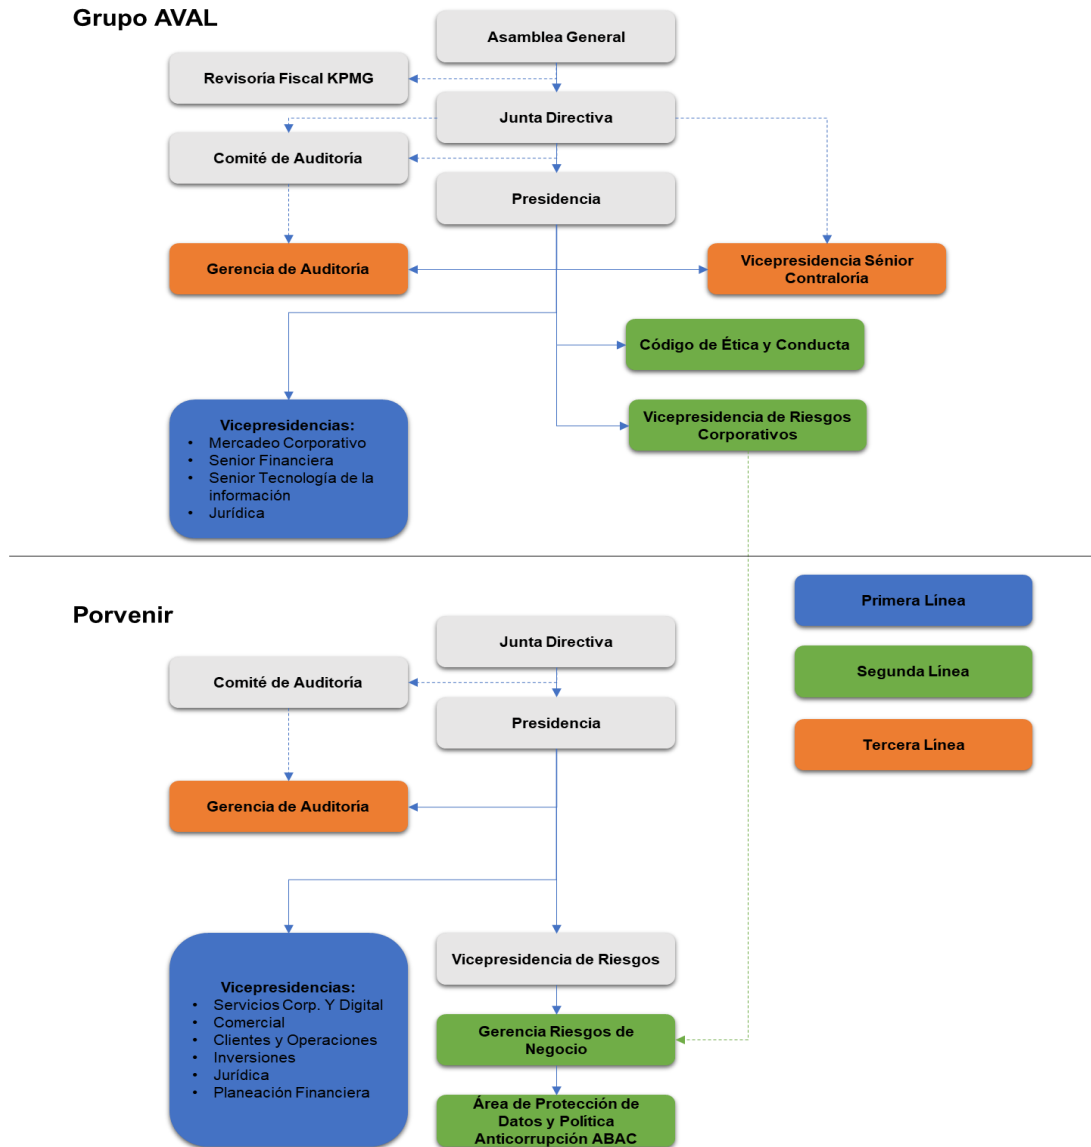 Grupo AVAL
Asamblea General
Revisoría Fiscal KPMG
Junta Directiva
Comité de Auditoría
Presidencia
Gerencia de Auditoría
Vicepresidencia Sénior
Contraloría
Código de Ética y Conducta
Vicepresidencia de Riesgos
Corporativos
Vicepresidencias:
• Mercadeo Corporativo
• Senior Financiera
• Senior Tecnología de la
información
• Jurídica
Porvenir
Junta Directiva
Comité de Auditoría
Presidencia
Gerencia de Auditoría
Primera Línea
Segunda Línea
Tercera Línea
Vicepresidencias:
• Servicios Corp. Y Digital
• Comercial
• Clientes y Operaciones
• Inversiones
• Jurídica
• Planeación Financiera
Vicepresidencia de Riesgos
Gerencia Riesgos de
Negocio
Área de Protección de
Datos y Política
Anticorrupción ABAC